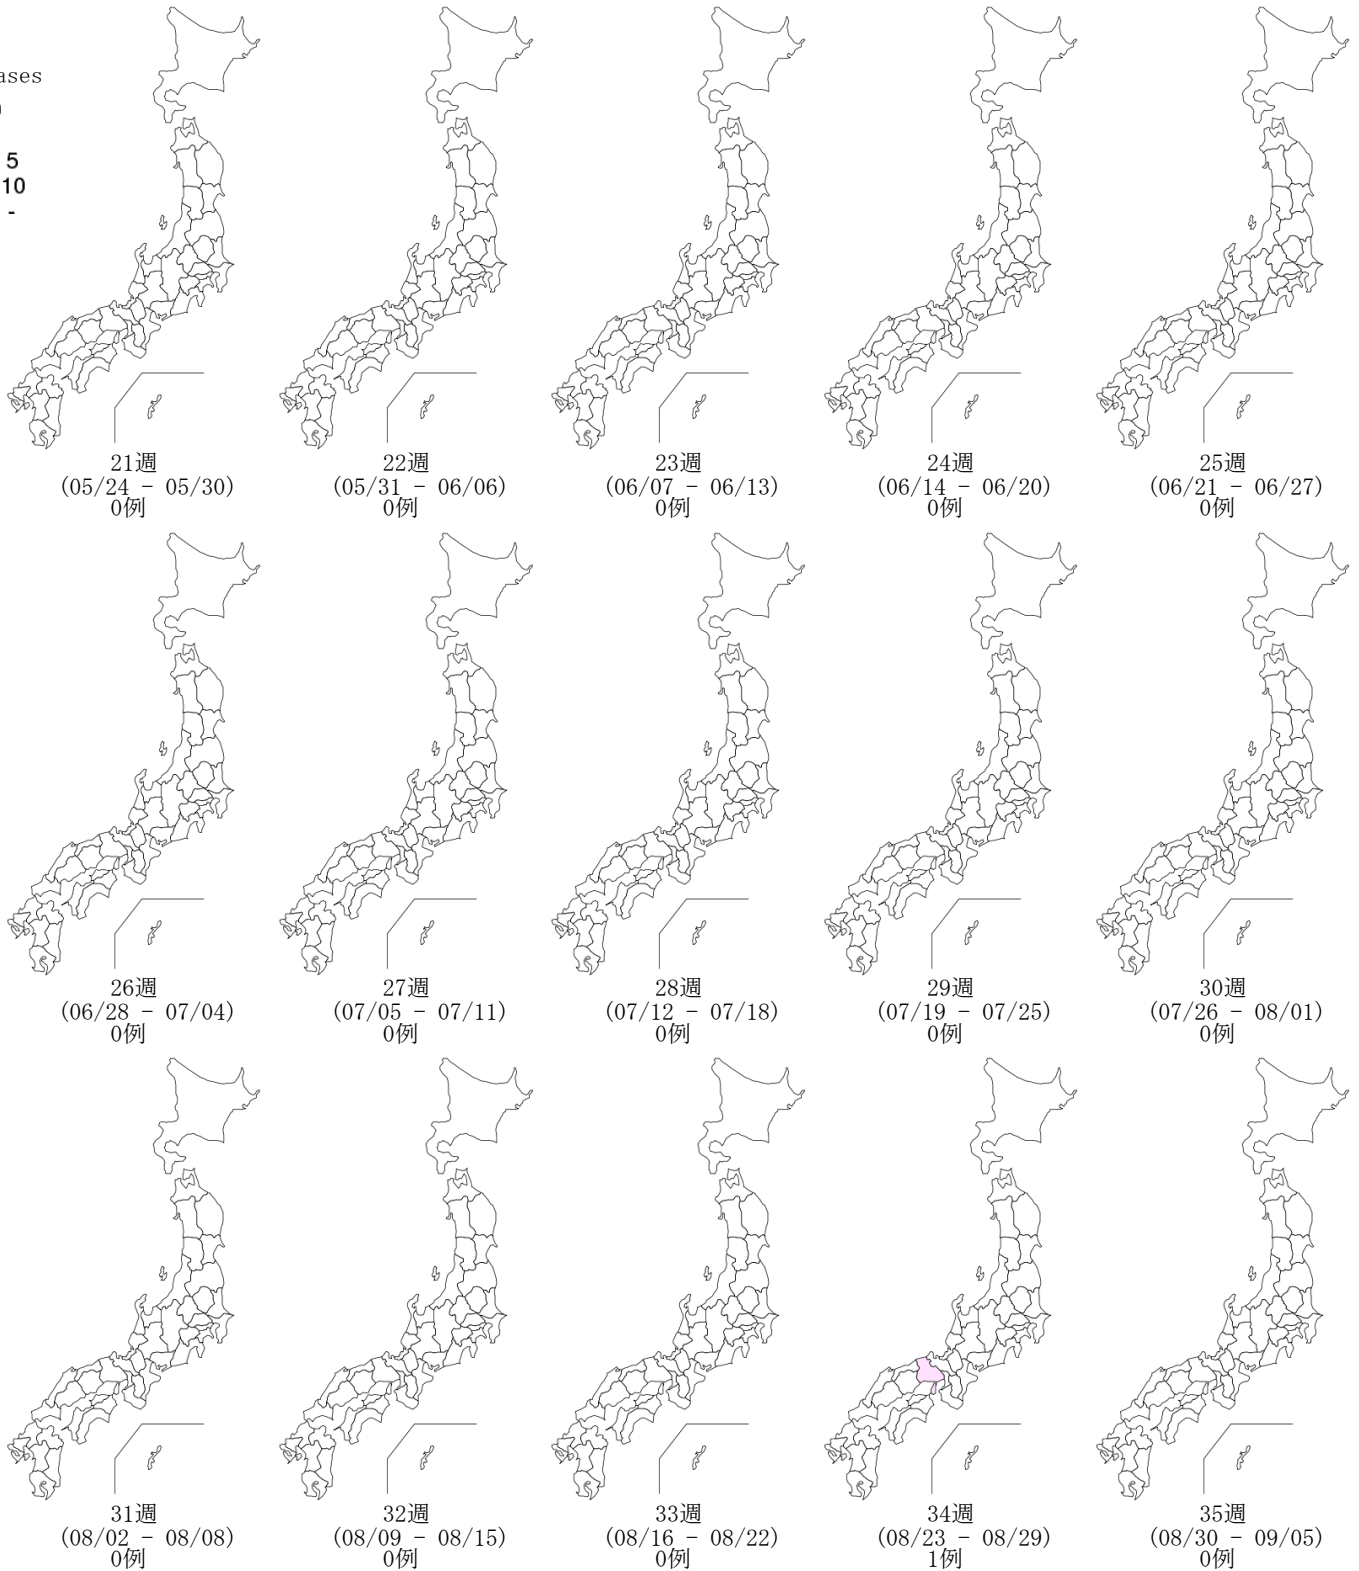 ases
5
10
-
21週
(05/24 - 05/30)
0例
22週
(05/31 - 06/06)
0例
23週
(06/07 - 06/13)
0例
24週
(06/14 - 06/20)
0例
25週
(06/21 - 06/27)
0例
26週
(06/28 - 07/04)
0例
27週
(07/05 - 07/11)
0例
28週
(07/12 - 07/18)
0例
29週
(07/19 - 07/25)
0例
30週
(07/26 - 08/01)
0例
31週
(08/02 - 08/08)
0例
32週
(08/09 - 08/15)
0例
33週
(08/16 - 08/22)
0例
34週
(08/23 - 08/29)
1例
35週
(08/30 - 09/05)
0例